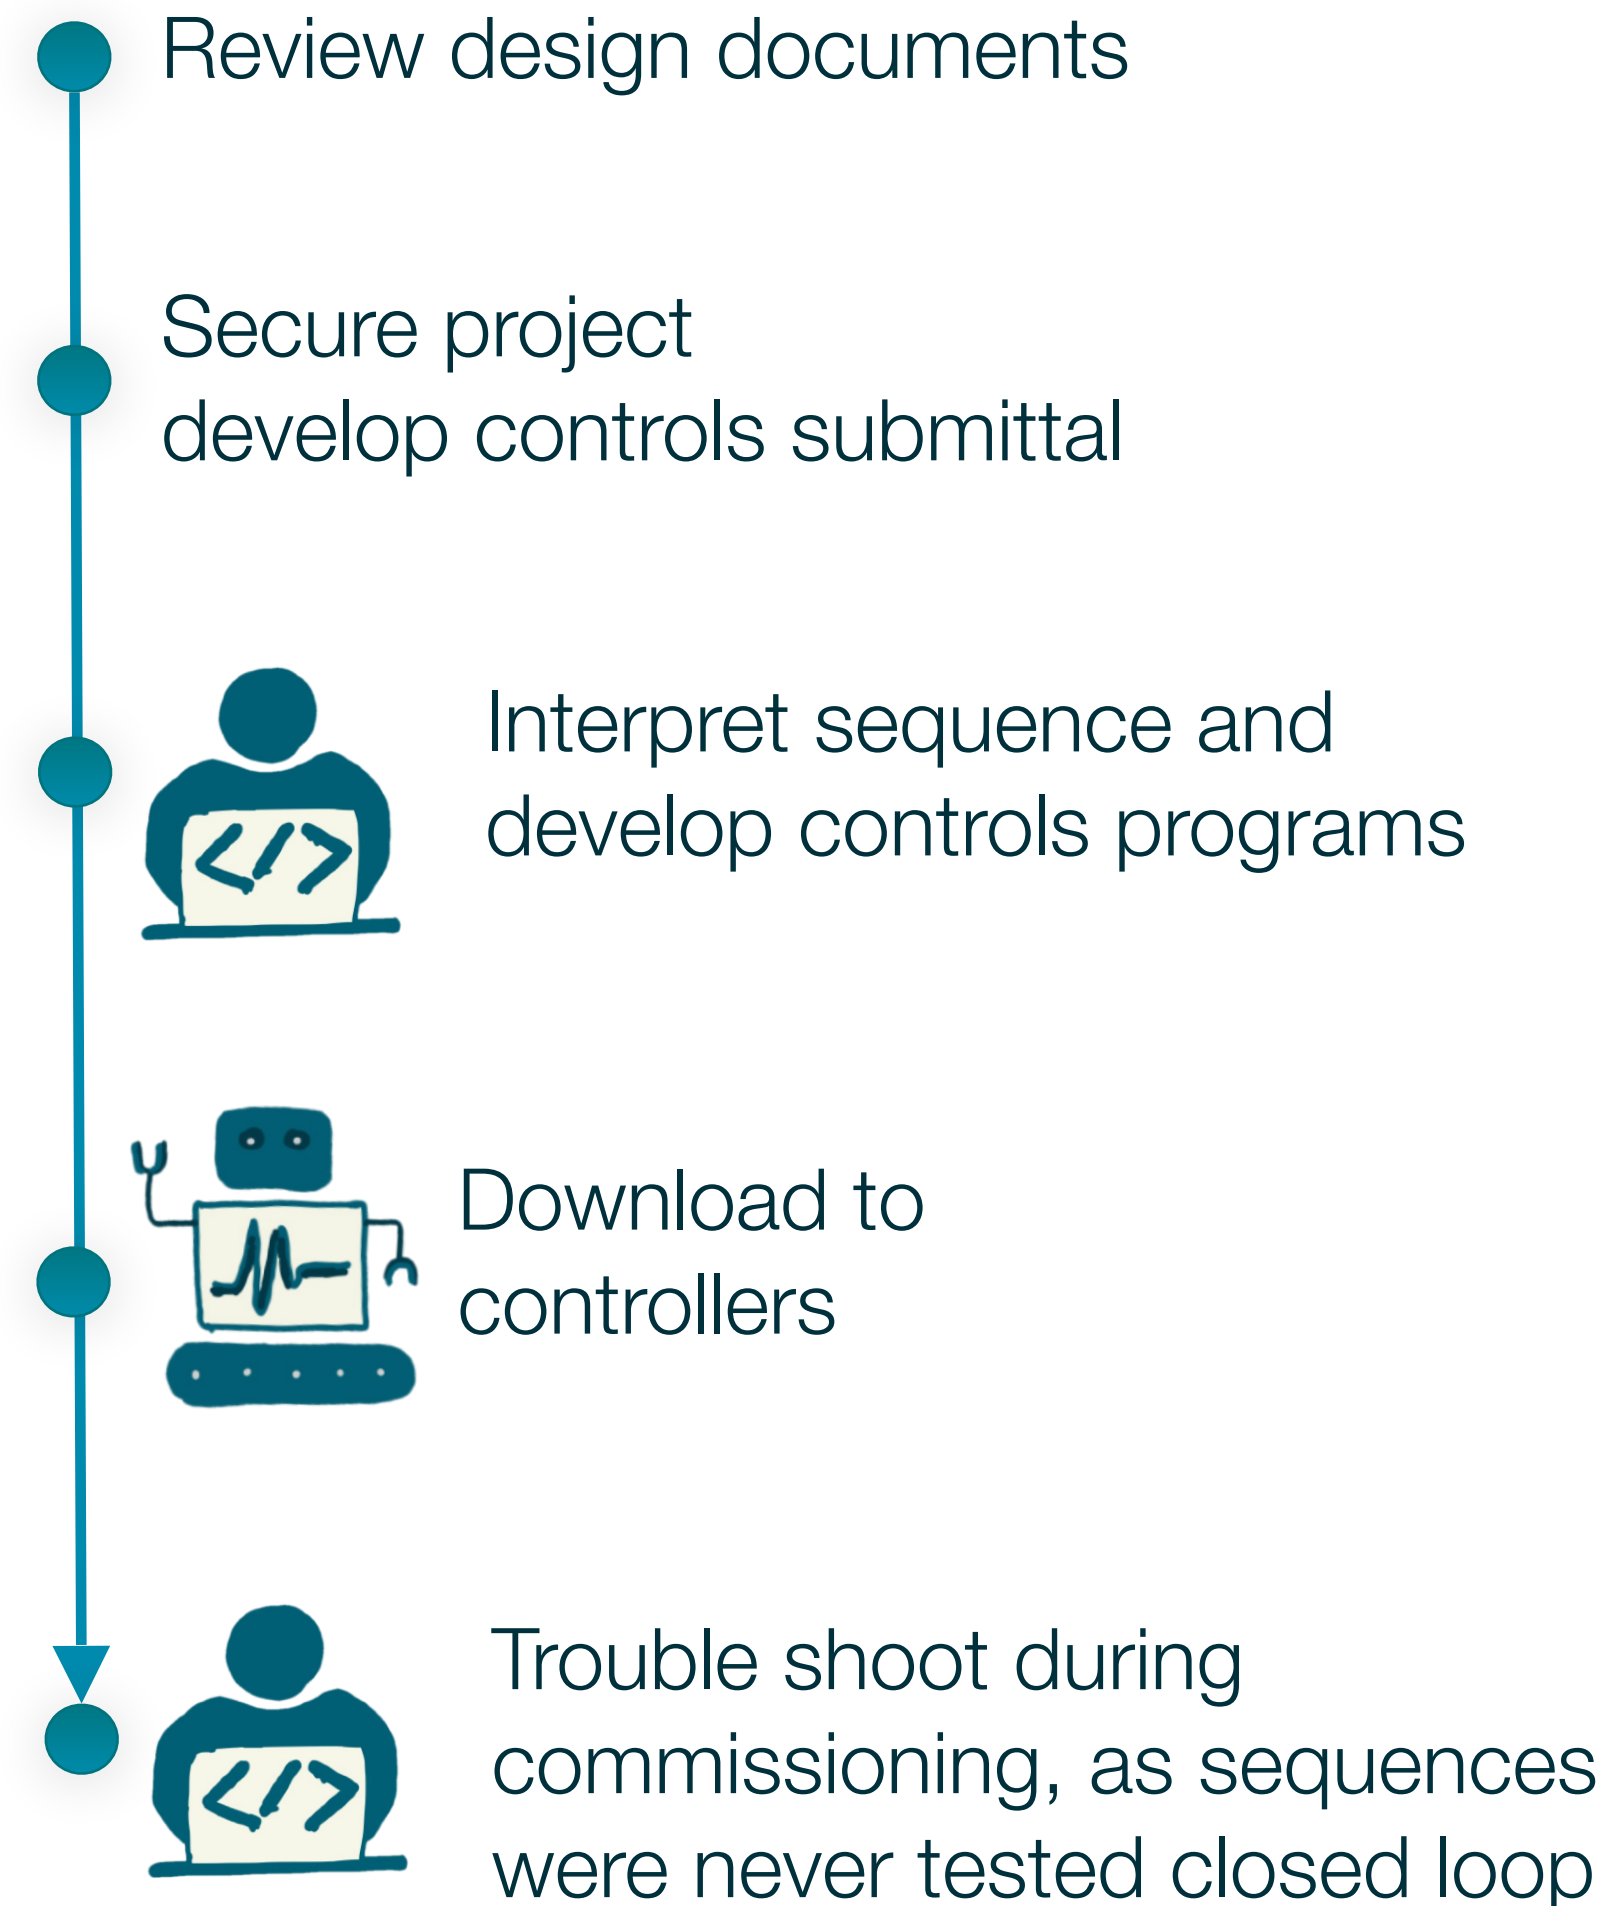 Review design documents
Secure project
develop controls submittal
Interpret sequence and
develop controls programs
</>
Download to
controllers
Trouble shoot during
commissioning, as sequences
were never tested closed loop
</>